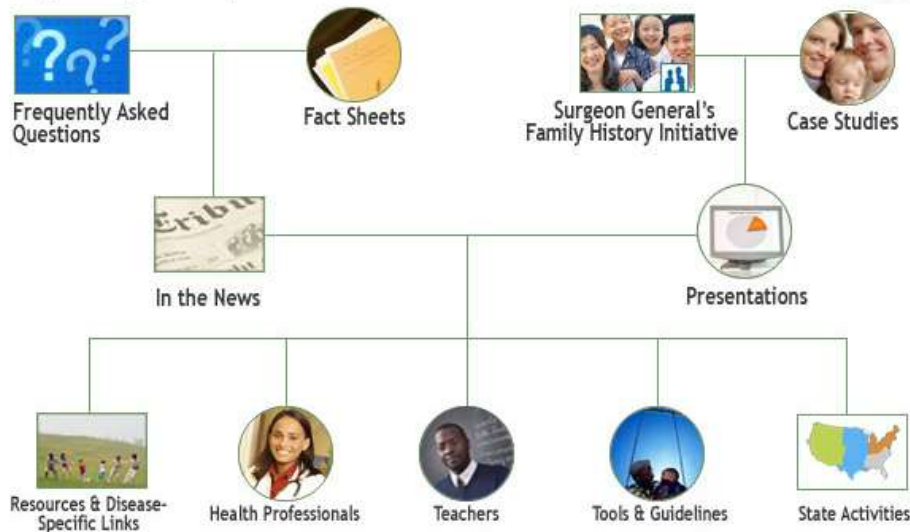 Frequently Asked
Questions
Fact Sheets
Surgeon General's
Family History Initiative
Case Studies
Eribu
In the News
Presentations
Resources & Disease-
Specific Links
Health Professionals
Teachers
Tools & Guidelines
State Activities